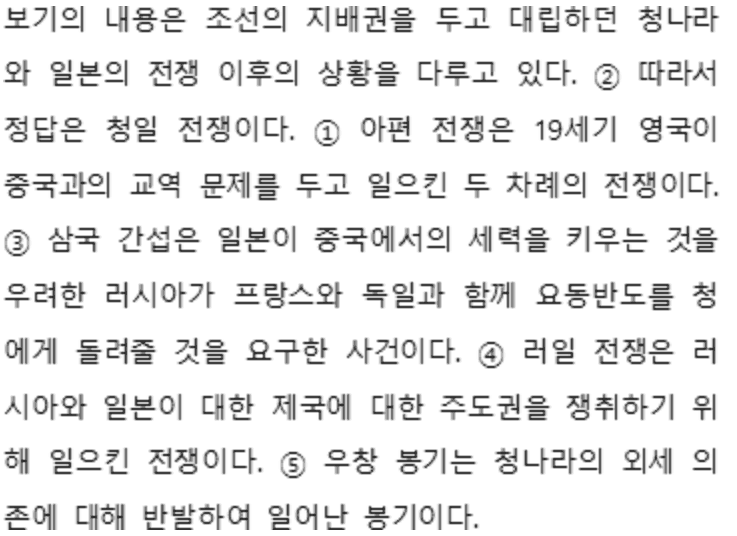 보기의 내용은 조선의 지배권을 두고 대립하던 청나라
와 일본의 전쟁 이후의 상황을 다루고 있다. ② 따라서
정답은 청일 전쟁이다. ① 아편 전쟁은 19세기 영국이
중국과의 교역 문제를 두고 일으킨 두 차례의 전쟁이다.
③ 삼국 간섭은 일본이 중국에서의 세력을 키우는 것을
우려한 러시아가 프랑스와 독일과 함께 요동반도를 청
에게 돌려줄 것을 요구한 사건이다. ④ 러일 전쟁은 러
시아와 일본이 대한 제국에 대한 주도권을 쟁취하기 위
해 일으킨 전쟁이다. ⑤ 우창 봉기는 청나라의 외세 의
존에 대해 반발하여 일어난 봉기이다.